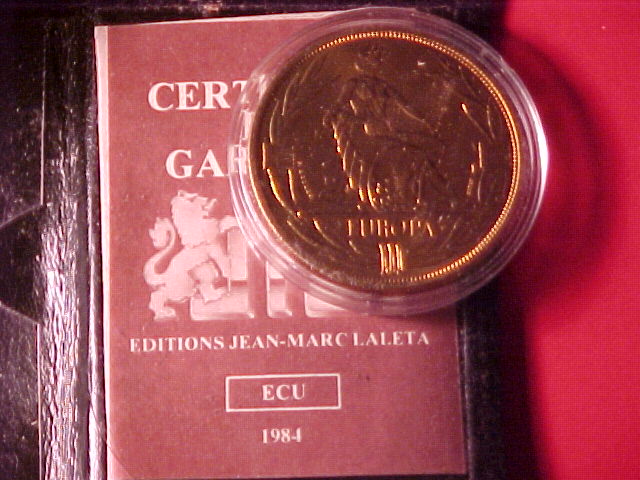 CERT
GAR
EUROPA
EDITIONS JEAN-MARC LALETA
ECU
1984